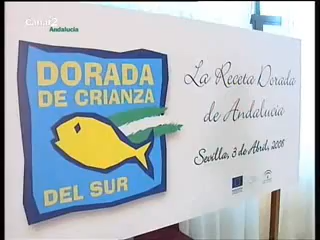 Canal 2
Andalucía
DORADA
DE CRIANZA
DEL SUR
La Receta Dorada
de Andalucía
Sevilla, 3 de Abril, 2008